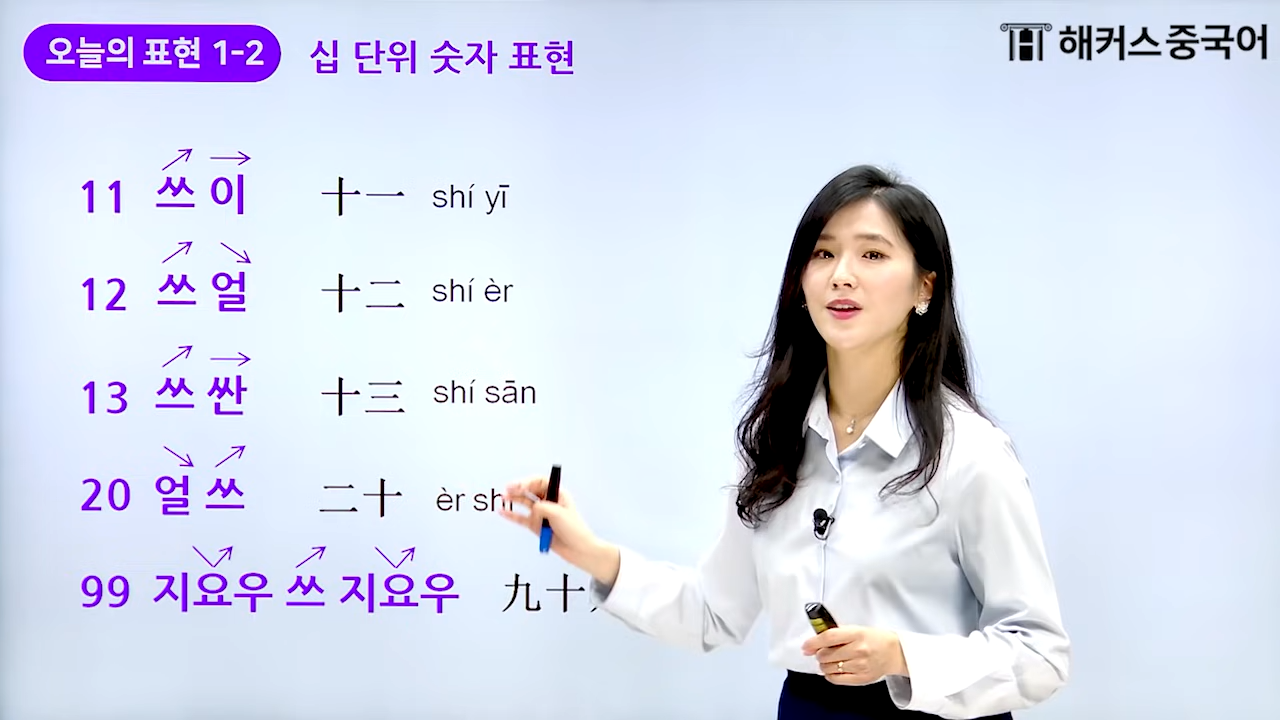 오늘의 표현 1-2 십 단위 숫자 표현
해커스중국어
11 쓰 이 十一 shí yī
12 쓰 얼 十二 shí èr
13 쓰 싼 十三 shí sān
20 얼 쓰 二十 èr
99 지요우 쓰 지요우 九十